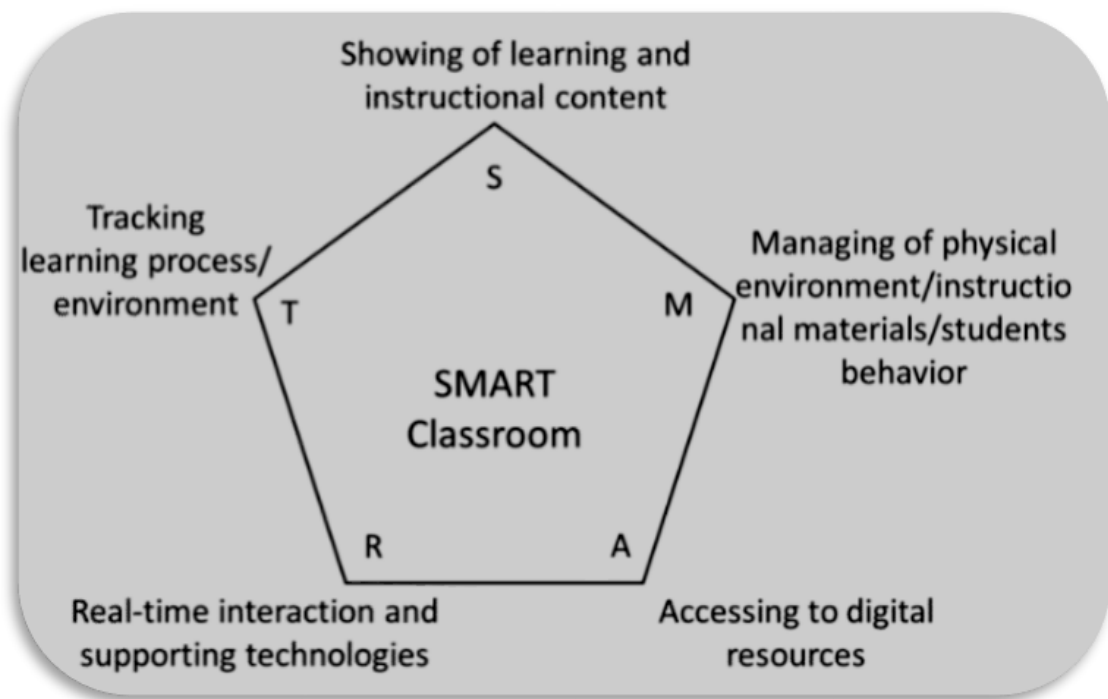 Showing of learning and
instructional content
S
Tracking
learning process/
environment
T
M
Managing of physical
environment/instructio
nal materials/students
behavior
SMART
Classroom
R
A
Real-time interaction and
supporting technologies
Accessing to digital
resources